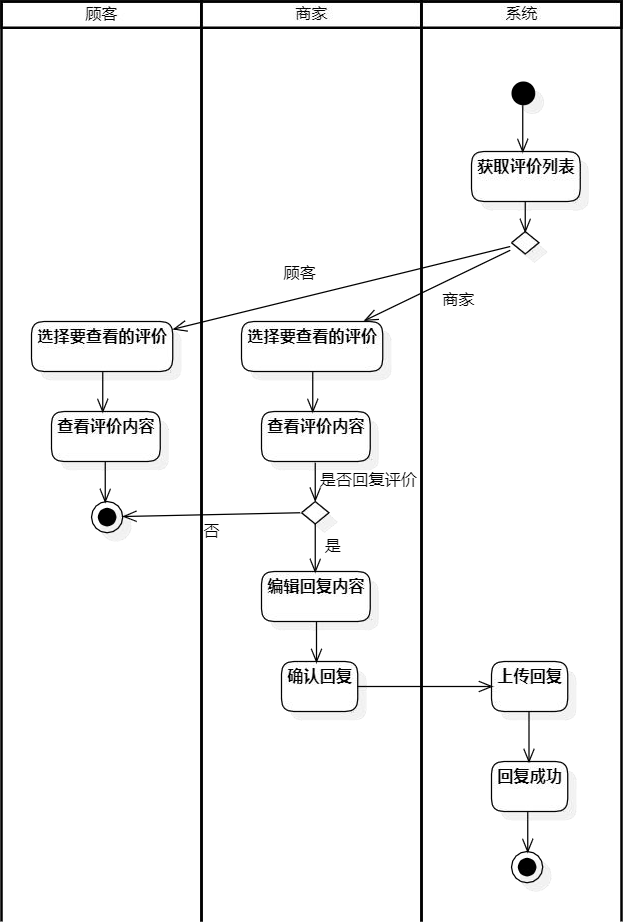 顾客
商家
系统
获取评价列表
顾客
商家
选择要查看的评价
选择要查看的评价
查看评价内容
查看评价内容
是否回复评价
否
是
编辑回复内容
确认回复
上传回复
回复成功